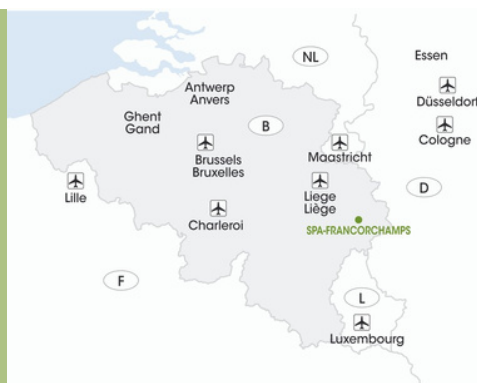 NL
Essen
Düsseldorf
Antwerp
Anvers
Ghent
Gand
B
Cologne
Brussels
Bruxelles
Maastricht
Lille
Liege
Liège
D
Charleroi
SPA-FRANCORCHAMPS
F
L
Luxembourg